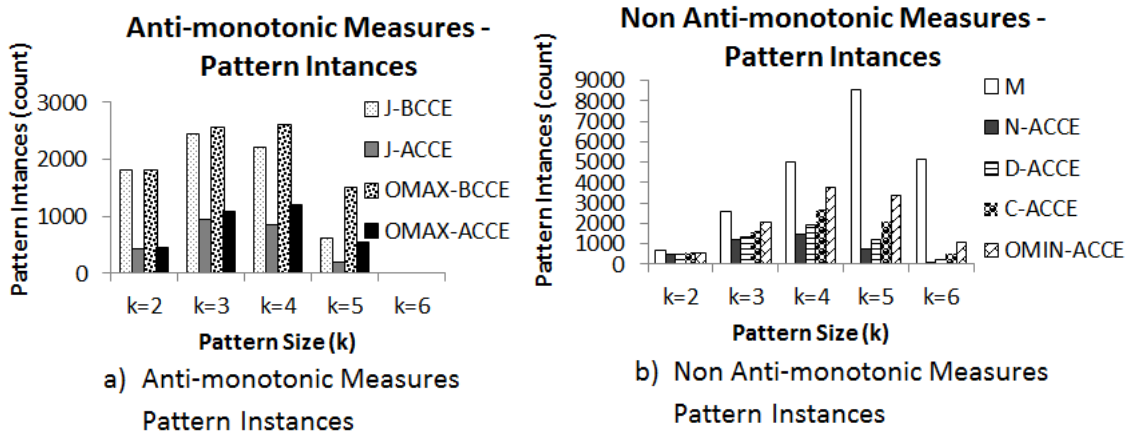 Anti-monotonic Measures -
Pattern Intances
Pattern Intances (count)
3000
2000
1000
0
k=2 k=3 k=4 k=5 k=6
Pattern Size (k)
J-BCCE
J-ACCE
OMAX-BCCE
OMAX-ACCE
a) Anti-monotonic Measures
Pattern Instances
Non Anti-monotonic Measures -
Pattern Intances
Pattern Intances (count)
9000
8000
7000
6000
5000
4000
3000
2000
1000
0
k=2 k=3 k=4 k=5 k=6
Pattern Size (k)
M
N-ACCE
D-ACCE
C-ACCE
OMIN-ACCE
b) Non Anti-monotonic Measures
Pattern Instances